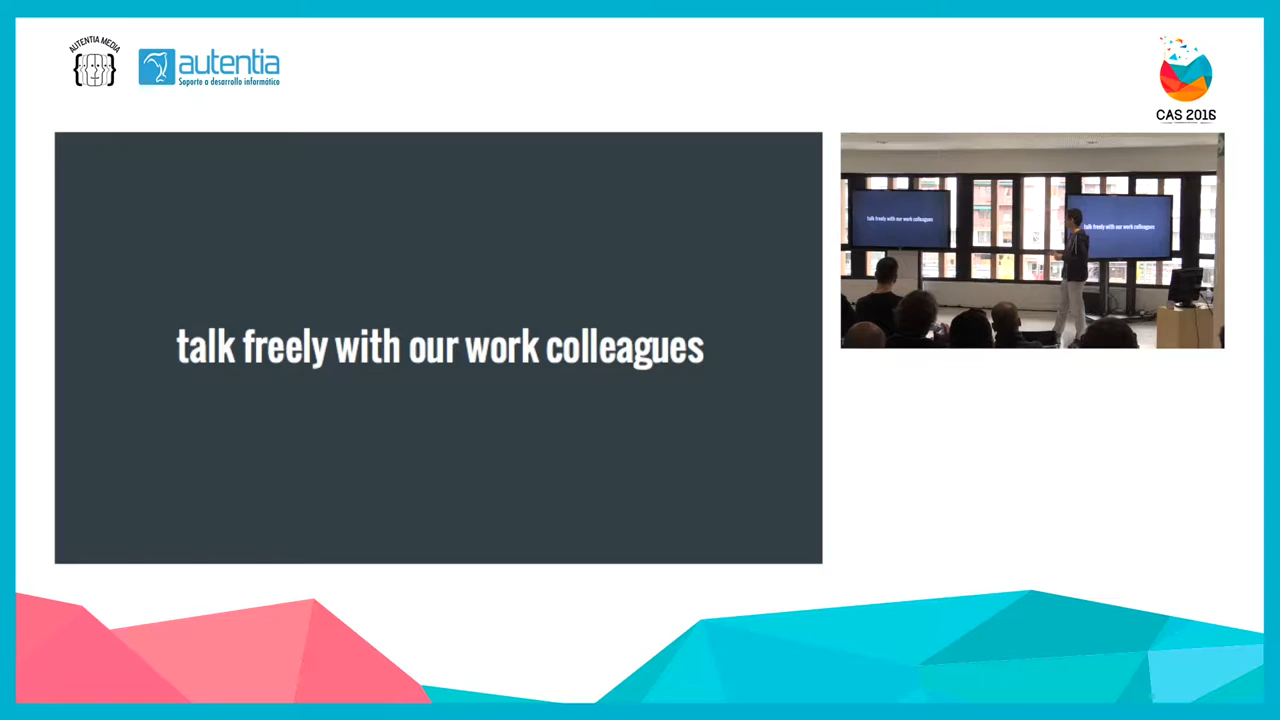 AUTENTIA MEDIA
autentia
Soporte a desarrollo informático
CAS 2016
talk freely with our work colleagues
talk freely with our work colleagues
talk freely with our work colleagues